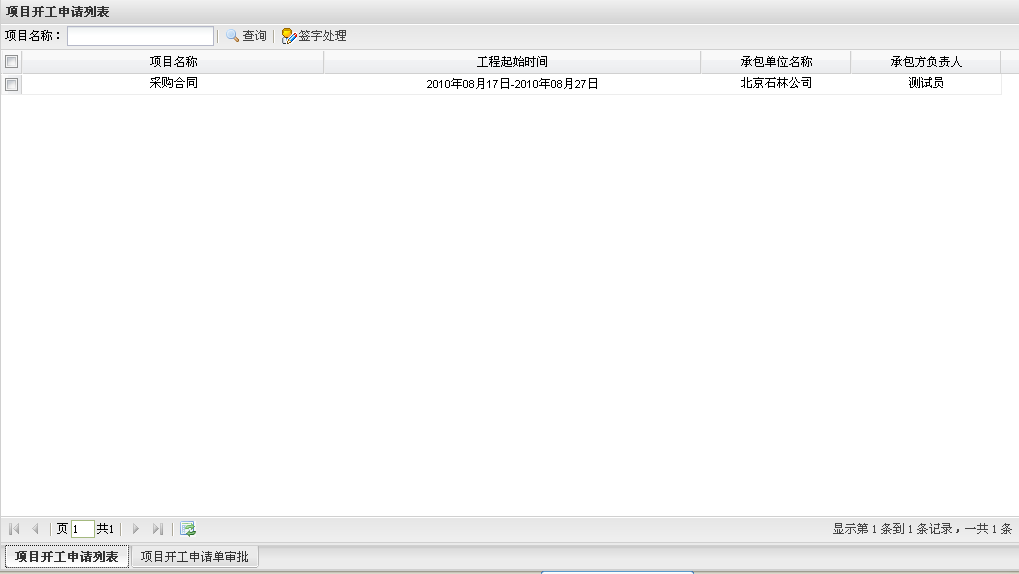 项目开工申请列表
项目名称： 查询 签字处理
项目名称 工程起始时间 承包单位名称 承包方负责人
采购合同 2010年08月17日-2010年08月27日 北京石林公司 测试员
页 1 共1 显示第 1 条到 1 条记录，一共 1 条
项目开工申请列表 项目开工申请单审批